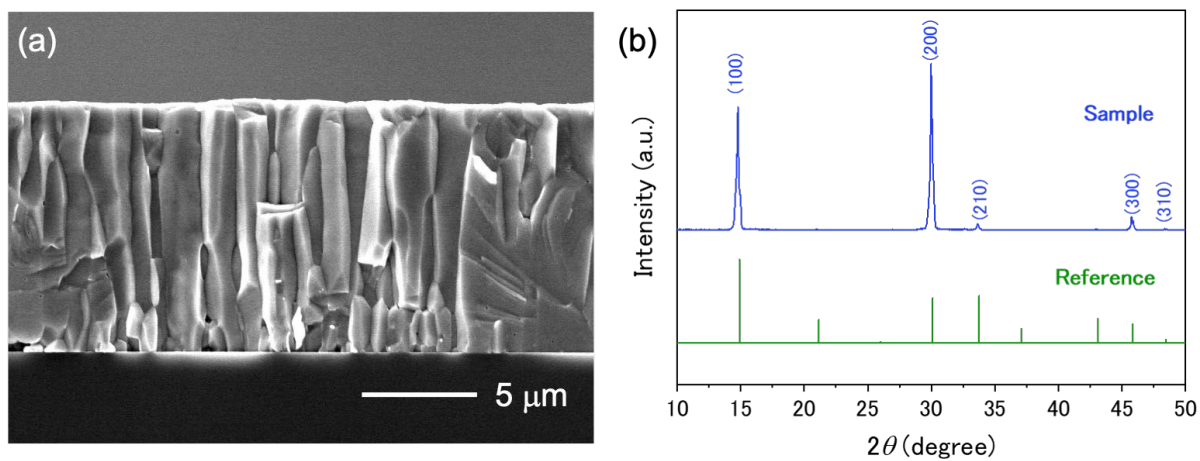 (a)
5 μm
(b)
Intensity (a.u.)
(100)
(200)
(210)
(300)
(310)
Sample
Reference
10 15 20 25 30 35 40 45 50
2θ (degree)